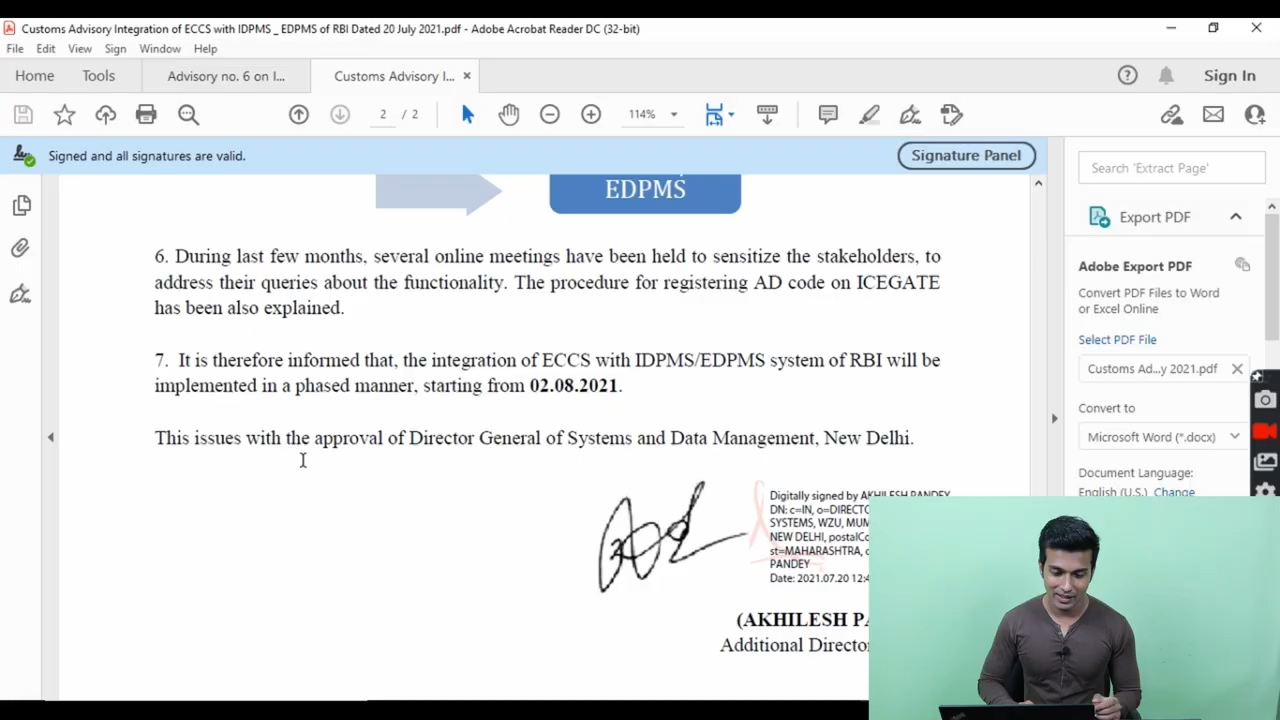 Customs Advisory Integration of ECCS with IDPMS _ EDPMS of RBI Dated 20 July 2021.pdf - Adobe Acrobat Reader DC (32-bit)
File Edit View Sign Window Help
Home Tools Advisory no. 6 on I... Customs Advisory I... Sign In
2 / 2 114%
Signed and all signatures are valid. Signature Panel
EDPMS
6. During last few months, several online meetings have been held to sensitize the stakeholders, to
address their queries about the functionality. The procedure for registering AD code on ICEGATE
has been also explained.
7. It is therefore informed that, the integration of ECCS with IDPMS/EDPMS system of RBI will be
implemented in a phased manner, starting from 02.08.2021.
This issues with the approval of Director General of Systems and Data Management, New Delhi.
Digitally signed by AKHILESH PANDEY
DN: c=IN, o=DIRECTO
SYSTEMS, WZU, MUM
NEW DELHI, postalCo
st=MAHARASHTRA,
PANDEY
Date: 2021.07.20 12:4
(AKHILESH PA
Additional Director
Search 'Extract Page'
Export PDF
Adobe Export PDF
Convert PDF Files to Word
or Excel Online
Select PDF File
Customs Ad...y 2021.pdf
Convert to
Microsoft Word (*.docx)
Document Language:
English (U.S.) Change